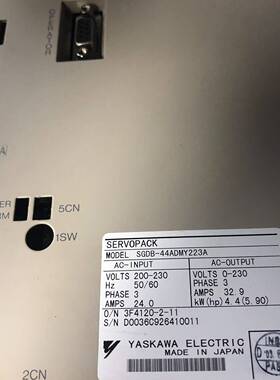 OPERATOR
5CN
1SW
2CN
SERVOPACK
MODEL SGDB-44ADMY223A
AC-INPUT AC-OUTPUT
VOLTS 200-230 VOLTS 0-230
Hz 50/60 PHASE 3
PHASE 3 AMPS 32.9
AMPS 24.0 kW(hp) 4.4(5.90)
O/N 3F4120-2-11
S/N D0036C926410011
YASKAWA ELECTRIC
MADE IN JAPAN